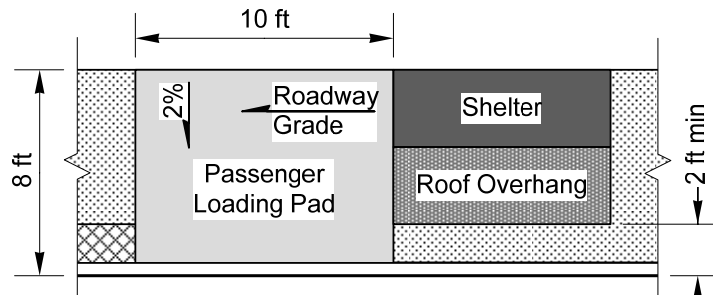 10 ft
2%
Roadway
Grade
Shelter
8 ft
Passenger
Loading Pad
Roof Overhang
2 ft min